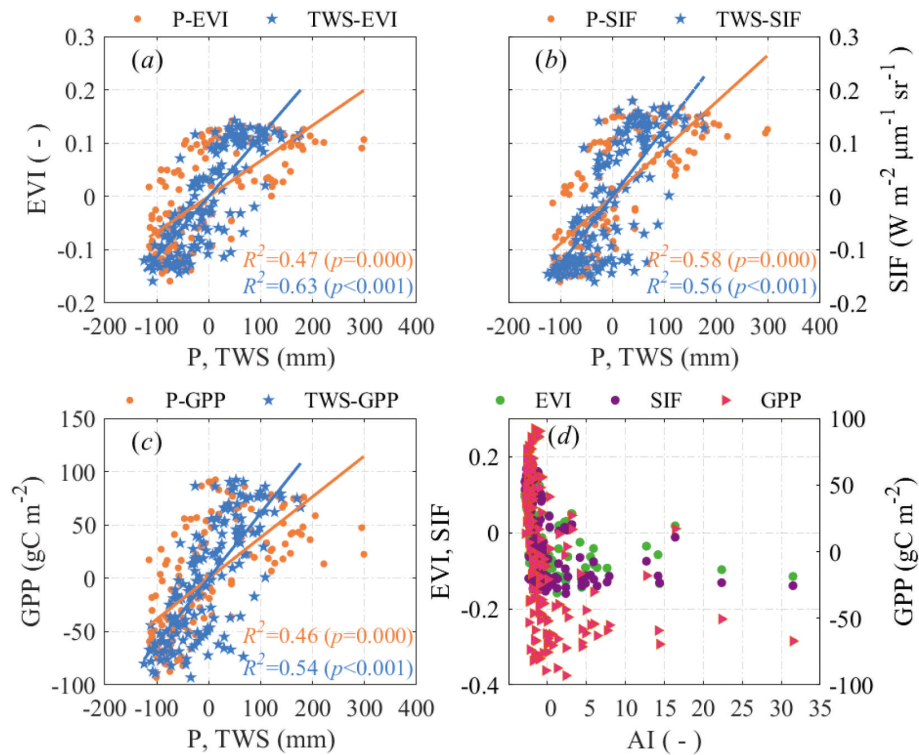 P-EVI TWS-EVI P-SIF TWS-SIF
0.3 (a) (b) 0.3
0.2 0.2
0.1 0.1
0 0
-0.1 -0.1
-0.2 -0.2
EVI ( - )
SIF (W m⁻² μm⁻¹ sr⁻¹)
R²=0.47 (p=0.000) R²=0.58 (p=0.000)
R²=0.63 (p<0.001) R²=0.56 (p<0.001)
-200 -100 0 100 200 300 400 -200 -100 0 100 200 300 400
P, TWS (mm) P, TWS (mm)
P-GPP TWS-GPP EVI SIF GPP
150 (c)
100
50
0
-50
-100
GPP (gC m⁻²)
R²=0.46 (p=0.000)
R²=0.54 (p<0.001)
-200 -100 0 100 200 300 400
P, TWS (mm)
(d)
0.2
0
-0.2
-0.4
EVI, SIF
100
50
0
-50
-100
GPP (gC m⁻²)
0 5 10 15 20 25 30 35
AI ( - )